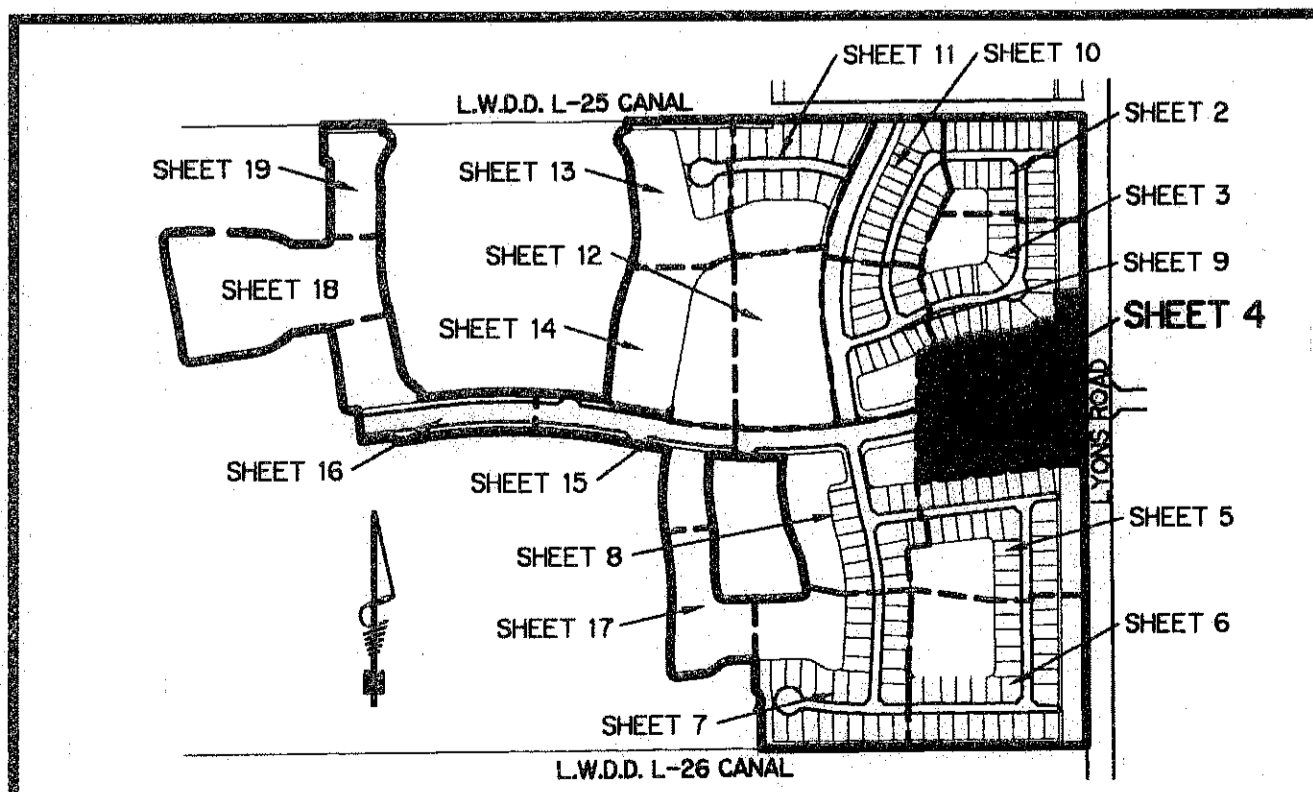 SHEET 11
SHEET 10
L.W.D.D. L-25 CANAL
SHEET 2
SHEET 19
SHEET 13
SHEET 3
SHEET 12
SHEET 9
SHEET 18
SHEET 4
SHEET 14
LYONS ROAD
SHEET 16
SHEET 15
SHEET 5
SHEET 8
SHEET 17
SHEET 6
SHEET 7
L.W.D.D. L-26 CANAL